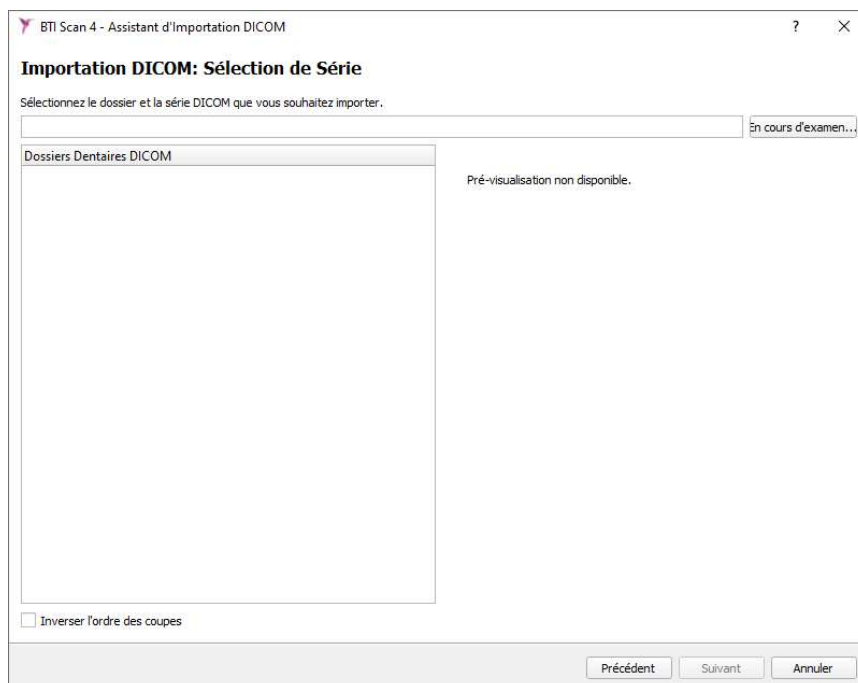 BTI Scan 4 - Assistant d'Importation DICOM
?
Importation DICOM: Sélection de Série
Sélectionnez le dossier et la série DICOM que vous souhaitez importer.
En cours d'examen...
Dossiers Dentaires DICOM
Pré-visualisation non disponible.
Inverser l'ordre des coupes
Précédent
Suivant
Annuler